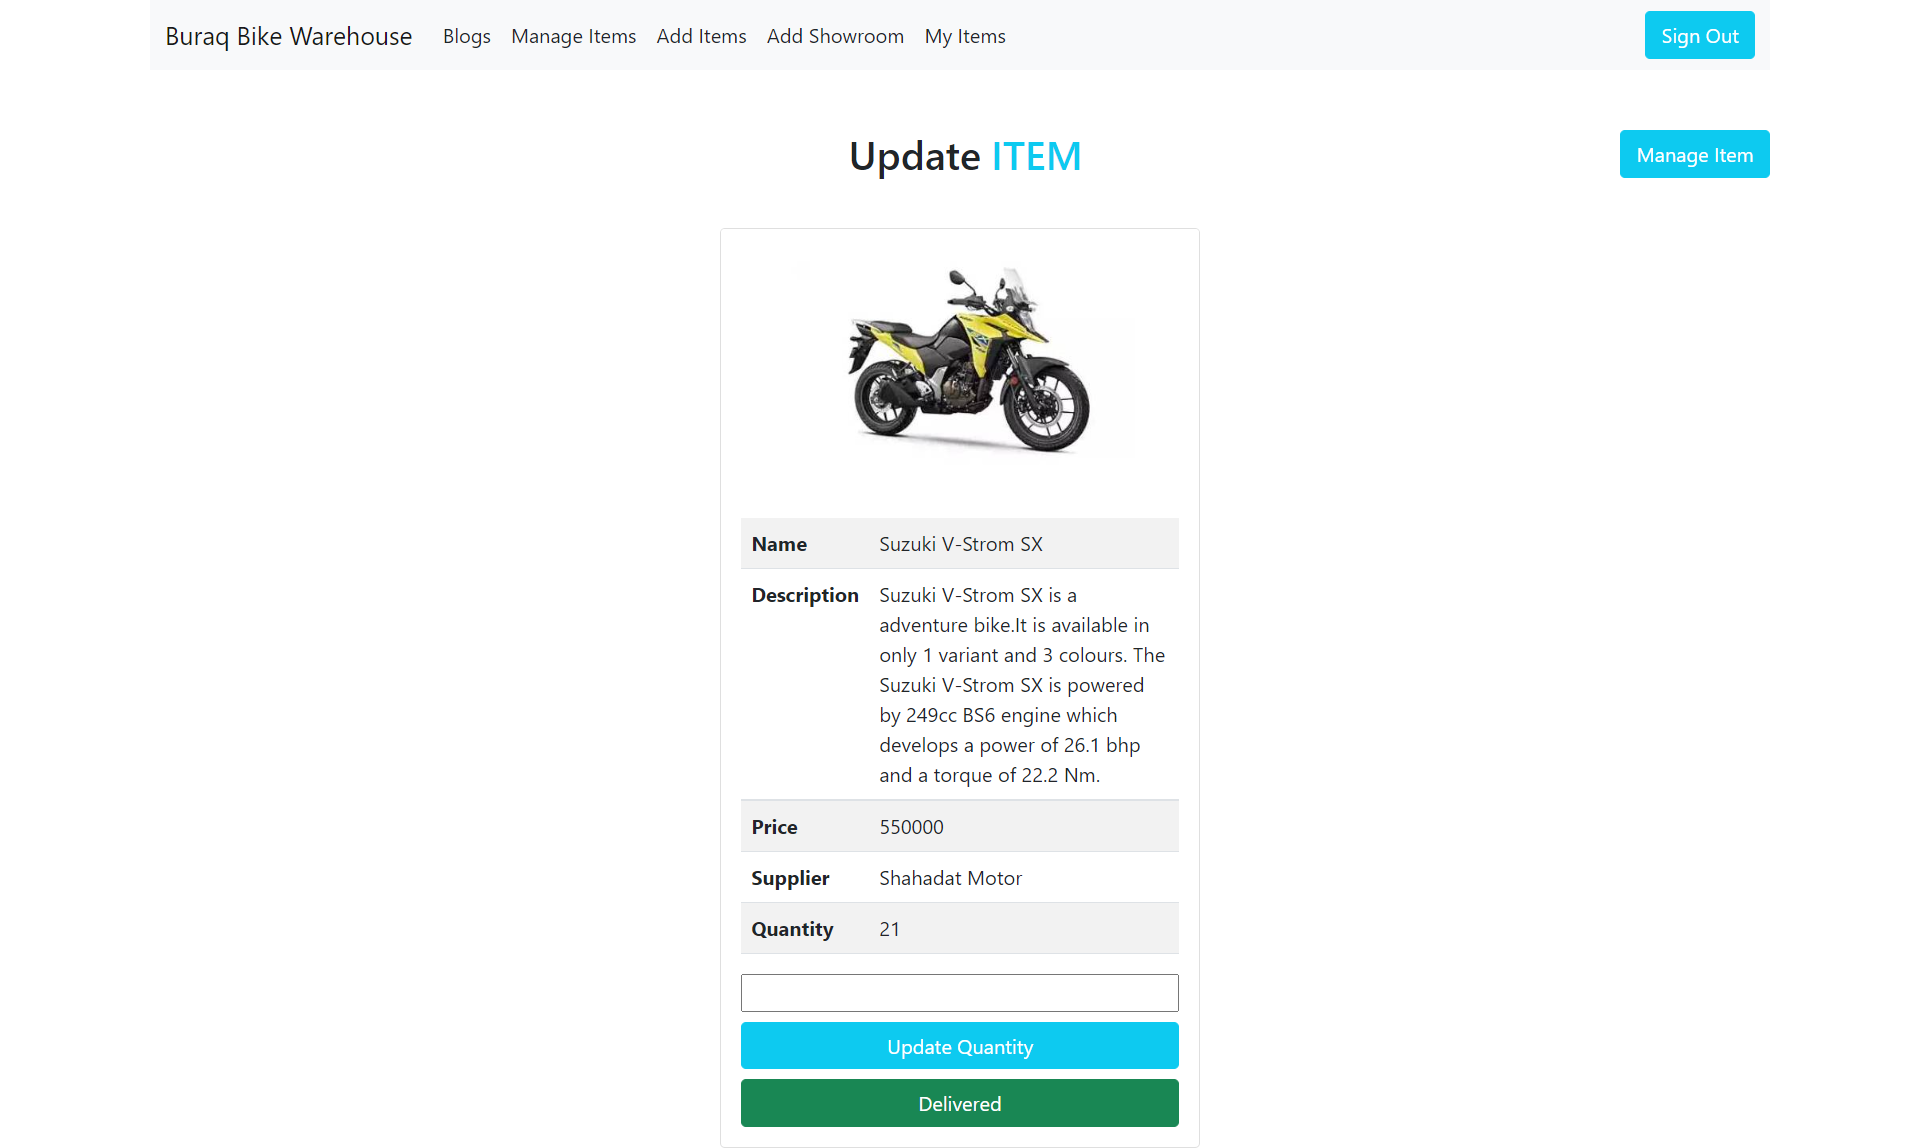 Buraq Bike Warehouse Blogs Manage Items Add Items Add Showroom My Items Sign Out
Update ITEM Manage Item
Name Suzuki V-Strom SX
Description Suzuki V-Strom SX is a
adventure bike.It is available in
only 1 variant and 3 colours. The
Suzuki V-Strom SX is powered
by 249cc BS6 engine which
develops a power of 26.1 bhp
and a torque of 22.2 Nm.
Price 550000
Supplier Shahadat Motor
Quantity 21
Update Quantity
Delivered